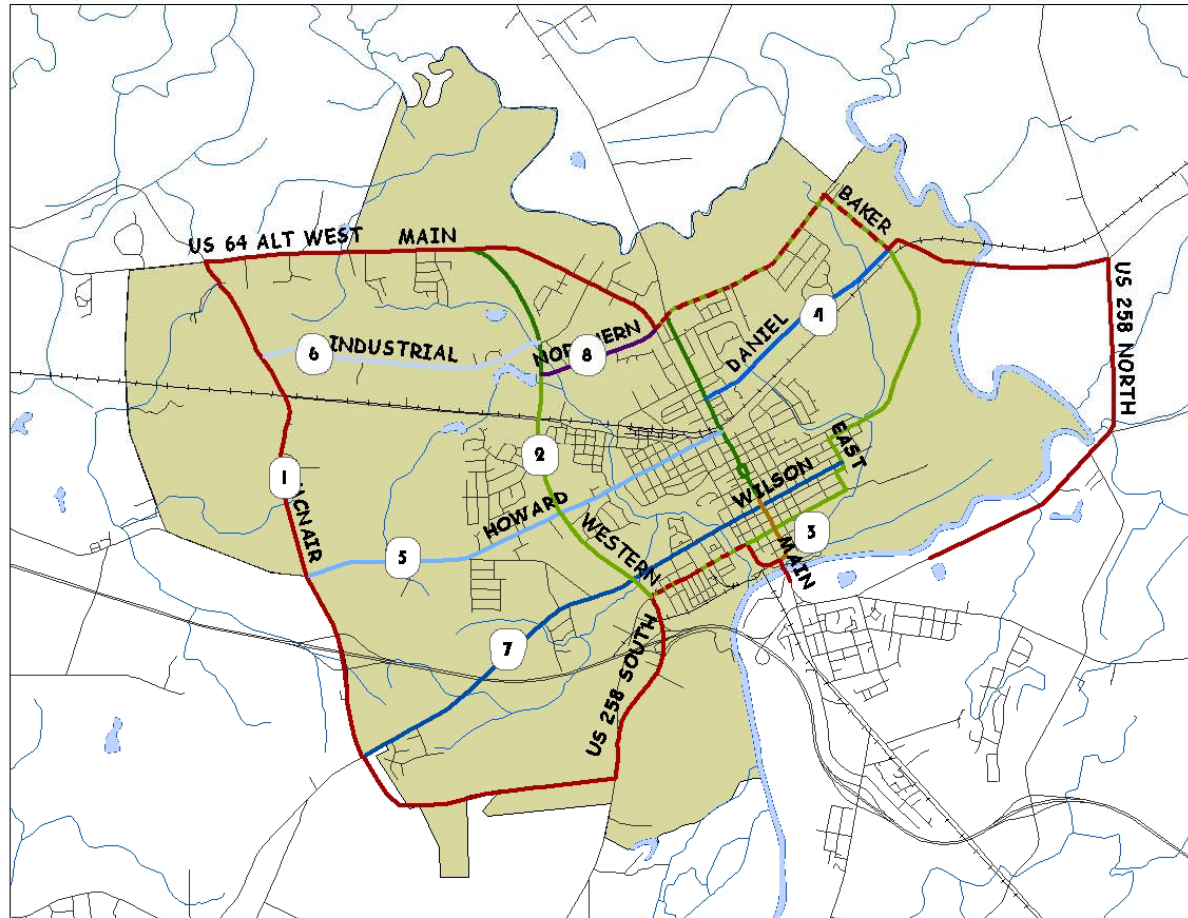 BAKER
US 64 ALT WEST
MAIN
US 258 NORTH
4
DANIEL
NORTHERN
8
6
INDUSTRIAL
EAST
2
1
WILSON
HOWARD
MCNAIR
WESTERN
3
5
MAIN
7
US 258 SOUTH